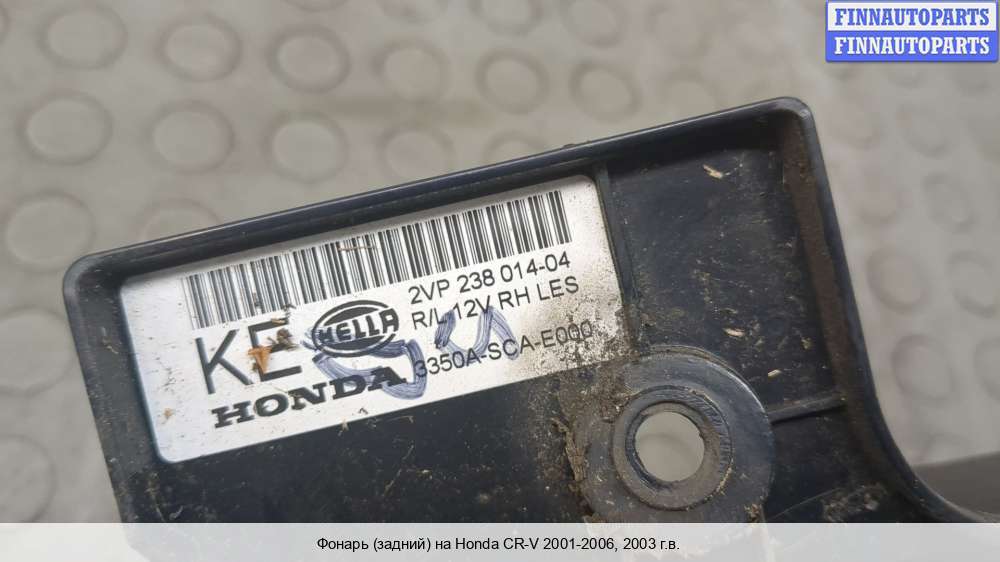 FINNAUTOPARTS
FINNAUTOPARTS
2VP 238 014-04
R/L 12V RH LES
KE HELLA
3350A-SCA-E000
HONDA
Фонарь (задний) на Honda CR-V 2001-2006, 2003 г.в.